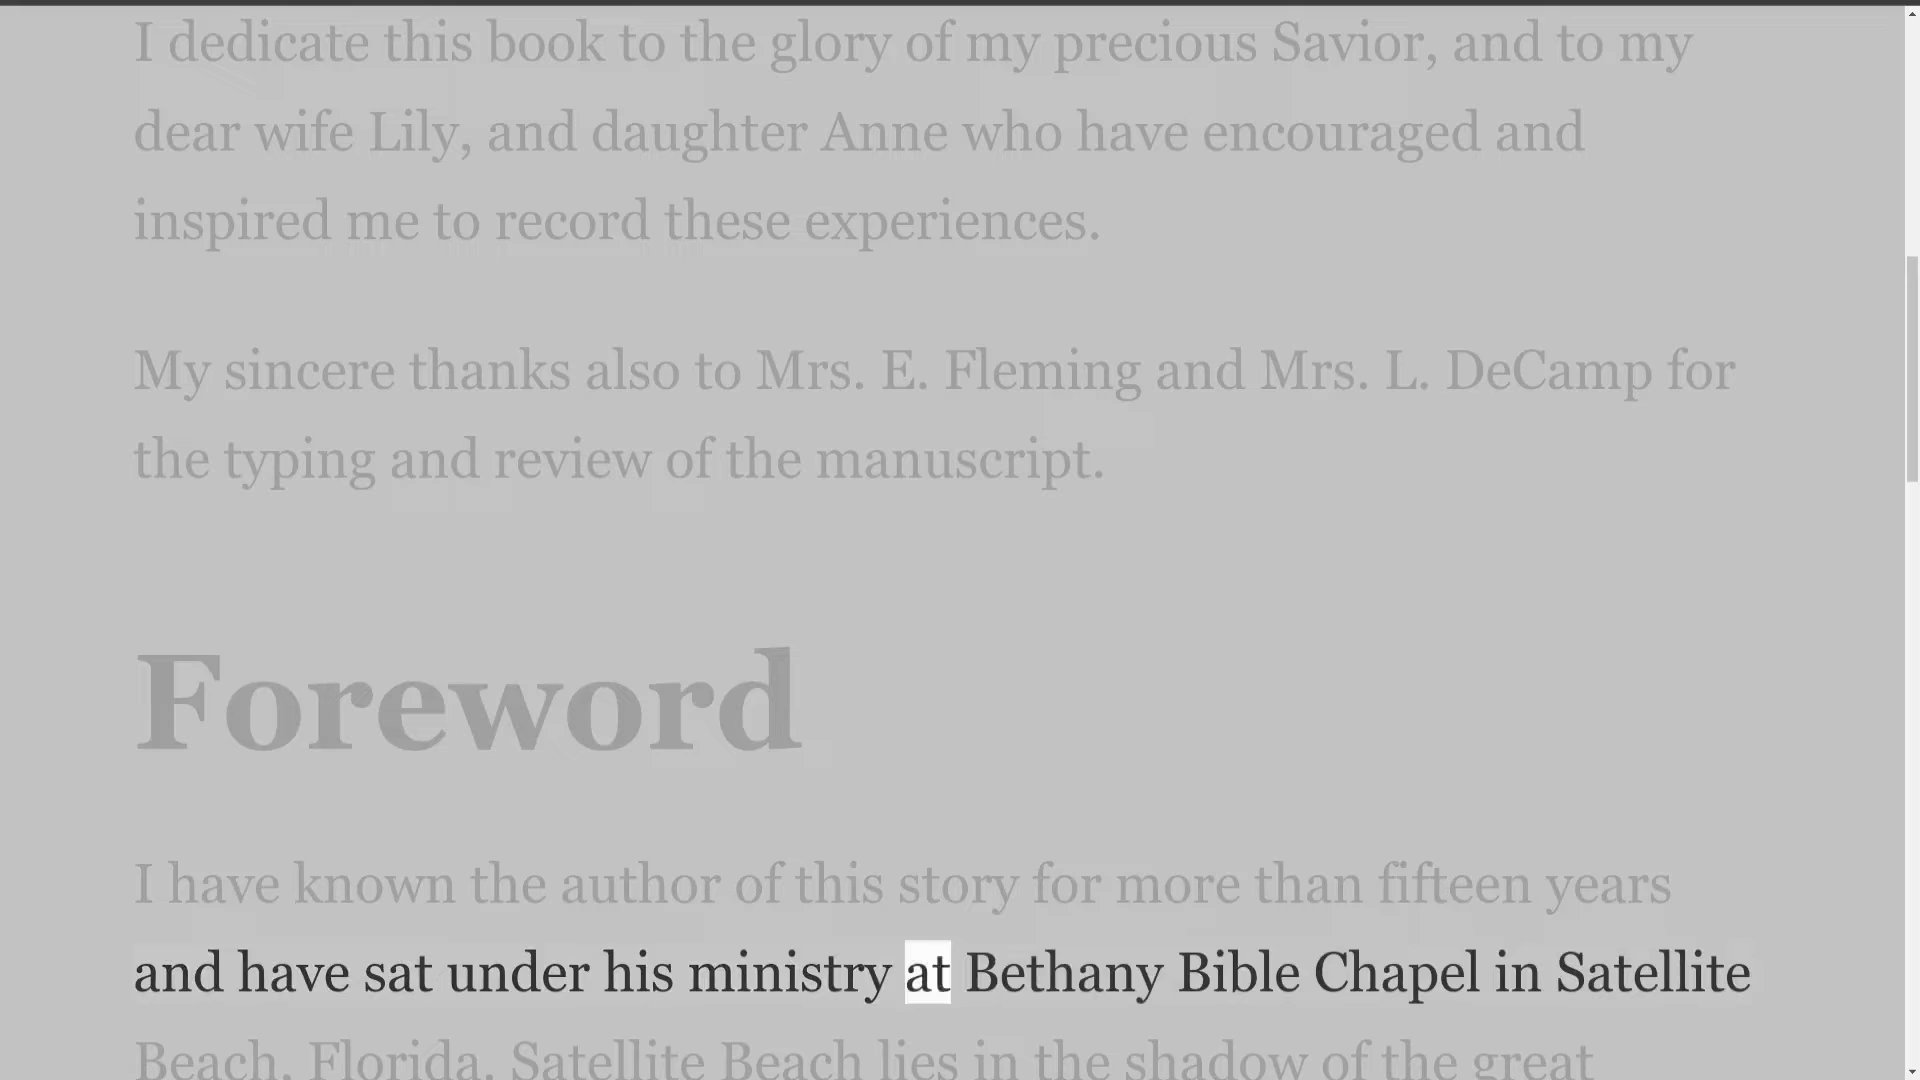 I dedicate this book to the glory of my precious Savior, and to my
dear wife Lily, and daughter Anne who have encouraged and
inspired me to record these experiences.
My sincere thanks also to Mrs. E. Fleming and Mrs. L. DeCamp for
the typing and review of the manuscript.
Foreword
I have known the author of this story for more than fifteen years
and have sat under his ministry at Bethany Bible Chapel in Satellite
Beach, Florida. Satellite Beach lies in the shadow of the great